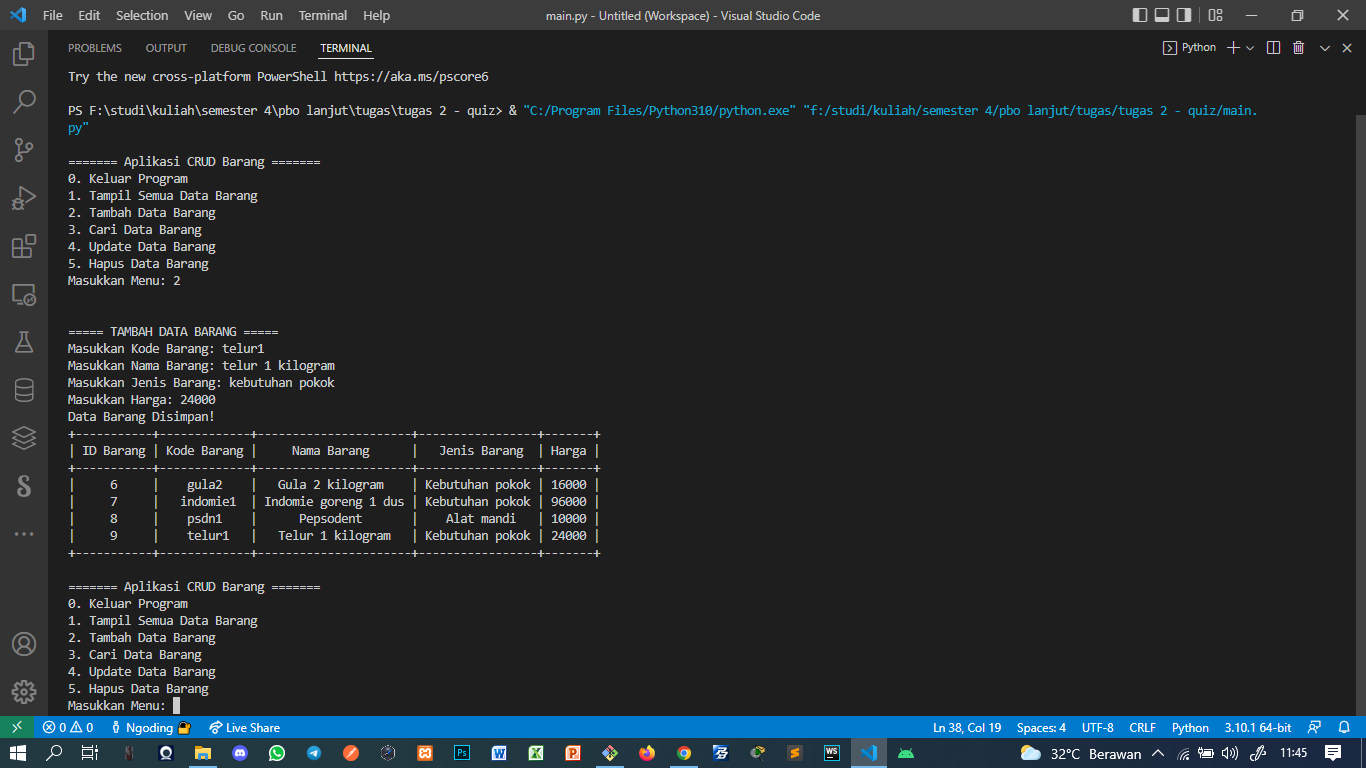 File Edit Selection View Go Run Terminal Help main.py - Untitled (Workspace) - Visual Studio Code
PROBLEMS OUTPUT DEBUG CONSOLE TERMINAL Python
Try the new cross-platform PowerShell https://aka.ms/pscore6
PS F:\studi\kuliah\semester 4\pbo lanjut\tugas\tugas 2 - quiz> & "C:/Program Files/Python310/python.exe" "f:/studi/kuliah/semester 4/pbo lanjut/tugas/tugas 2 - quiz/main.
py"
======= Aplikasi CRUD Barang =======
0. Keluar Program
1. Tampil Semua Data Barang
2. Tambah Data Barang
3. Cari Data Barang
4. Update Data Barang
5. Hapus Data Barang
Masukkan Menu: 2
===== TAMBAH DATA BARANG =====
Masukkan Kode Barang: telur1
Masukkan Nama Barang: telur 1 kilogram
Masukkan Jenis Barang: kebutuhan pokok
Masukkan Harga: 24000
Data Barang Disimpan!
+-----------+-------------+----------------------+-----------------+-------+
| ID Barang | Kode Barang |     Nama Barang      |   Jenis Barang  | Harga |
+-----------+-------------+----------------------+-----------------+-------+
|     6     |    gula2    |   Gula 2 kilogram    | Kebutuhan pokok | 16000 |
|     7     |   indomie1  | Indomie goreng 1 dus | Kebutuhan pokok | 96000 |
|     8     |    psdn1    |      Pepsodent       |    Alat mandi   | 10000 |
|     9     |    telur1   |   Telur 1 kilogram   | Kebutuhan pokok | 24000 |
+-----------+-------------+----------------------+-----------------+-------+
======= Aplikasi CRUD Barang =======
0. Keluar Program
1. Tampil Semua Data Barang
2. Tambah Data Barang
3. Cari Data Barang
4. Update Data Barang
5. Hapus Data Barang
Masukkan Menu:
0 0 Ngoding Live Share Ln 38, Col 19 Spaces: 4 UTF-8 CRLF Python 3.10.1 64-bit
32°C Berawan 11:45